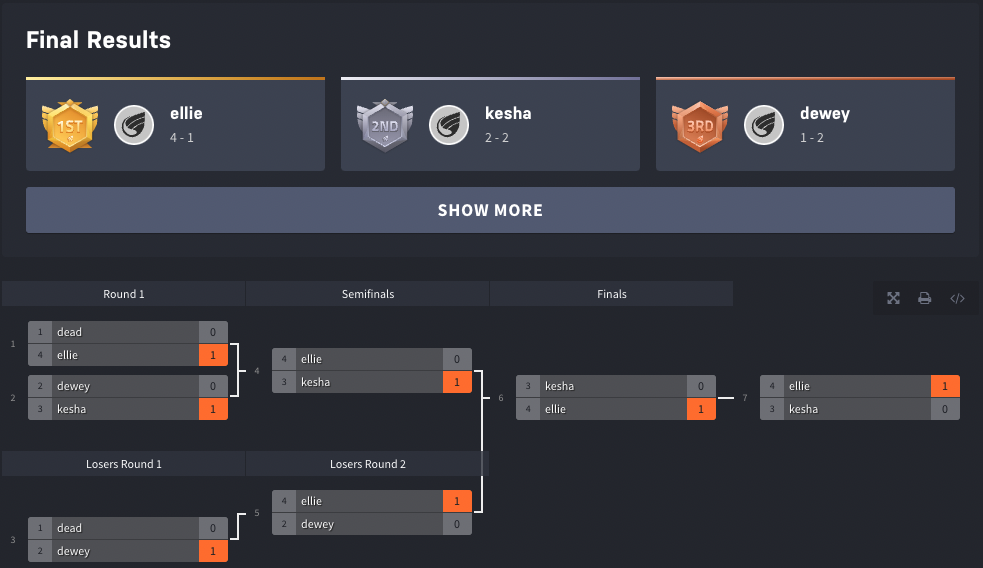 Final Results
1ST
ellie
4 - 1
2ND
kesha
2 - 2
3RD
dewey
1 - 2
SHOW MORE
Round 1
Semifinals
Finals
</>
1
1 dead 0
4 ellie 1
2
2 dewey 0
3 kesha 1
4
4 ellie 0
3 kesha 1
6
3 kesha 0
4 ellie 1
7
4 ellie 1
3 kesha 0
Losers Round 1
Losers Round 2
3
1 dead 0
2 dewey 1
5
4 ellie 1
2 dewey 0